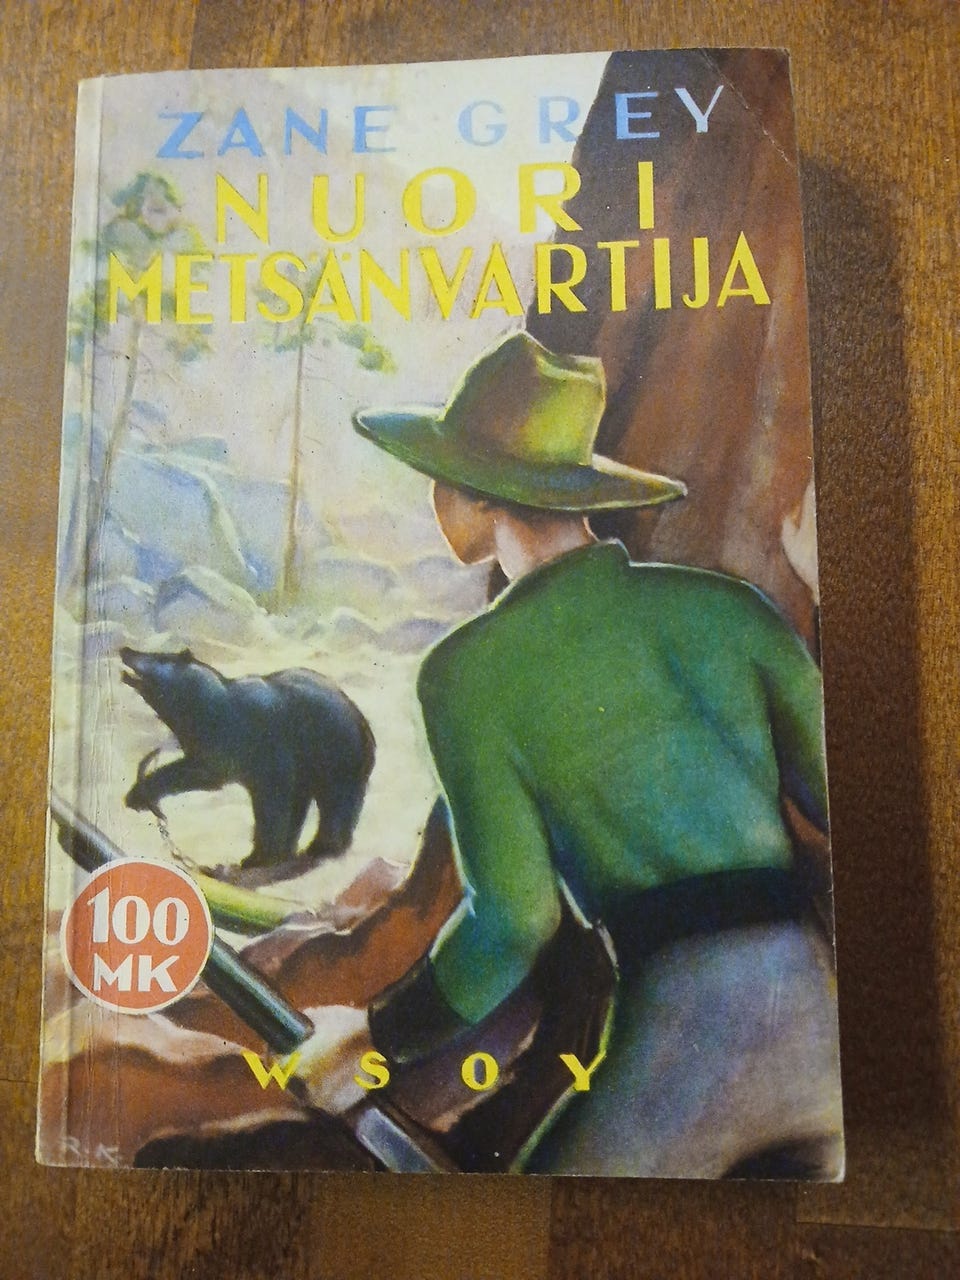 ZANE GREY
NUORI
METSÄNVARTIJA
100
MK
WSOY
R.K.